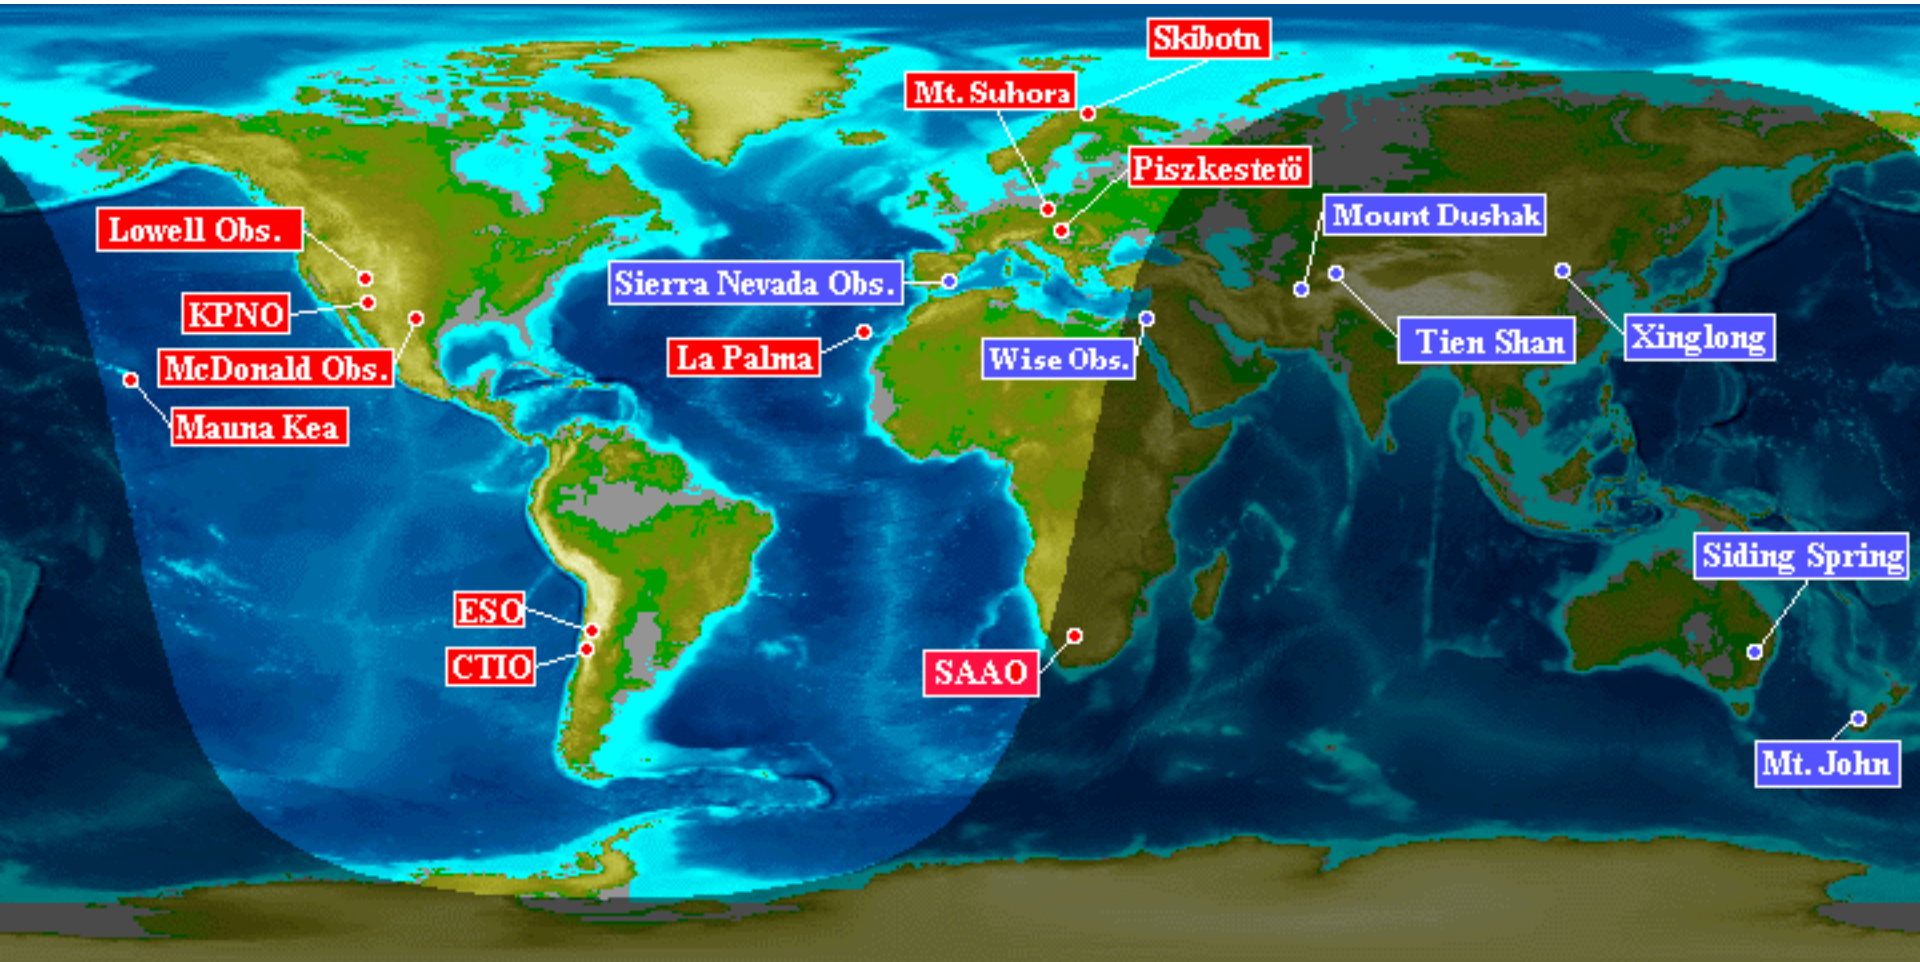 Skibotn
Mt. Suhora
Piszkestetö
Mount Dushak
Lowell Obs.
Sierra Nevada Obs.
KPNO
La Palma
Wise Obs.
Tien Shan
Xinglong
McDonald Obs.
Mauna Kea
Siding Spring
ESO
CTIO
SAAO
Mt. John